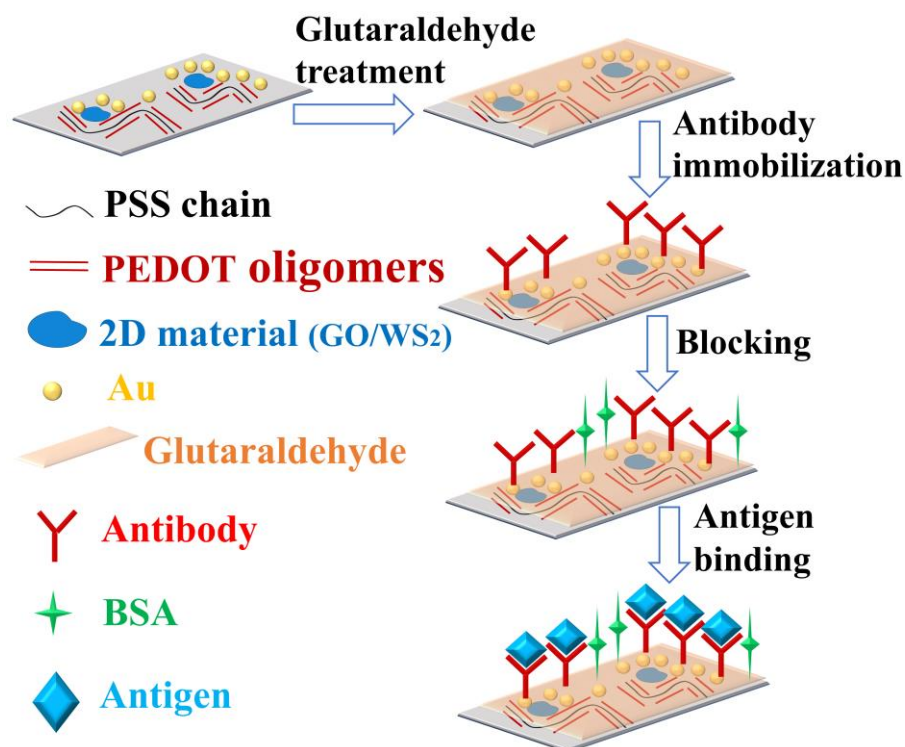 Glutaraldehyde
treatment
Antibody
immobilization
PSS chain
PEDOT oligomers
2D material (GO/WS2)
Blocking
Au
Glutaraldehyde
Antibody
Antigen
binding
BSA
Antigen